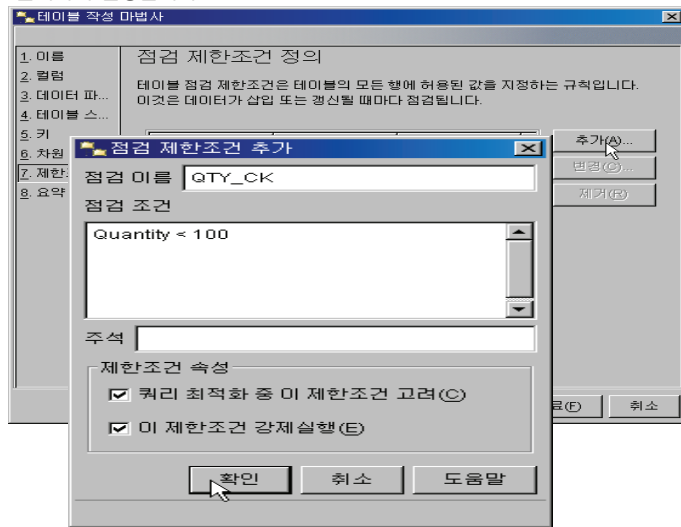 테이블 작성 마법사
1. 이름
2. 컬럼
3. 데이터 파...
4. 테이블 스...
5. 키
6. 차원
7. 제한
8. 요약
점검 제한조건 정의
테이블 점검 제한조건은 테이블의 모든 행에 허용된 값을 지정하는 규칙입니다.
이것은 데이터가 삽입 또는 갱신될 때마다 점검됩니다.
추가(A)...
변경(C)...
제거(R)
점검 제한조건 추가
점검 이름 QTY_CK
점검 조건
Quantity < 100
주석
제한조건 속성
쿼리 최적화 중 이 제한조건 고려(C)
이 제한조건 강제실행(E)
확인 취소 도움말
료(F) 취소